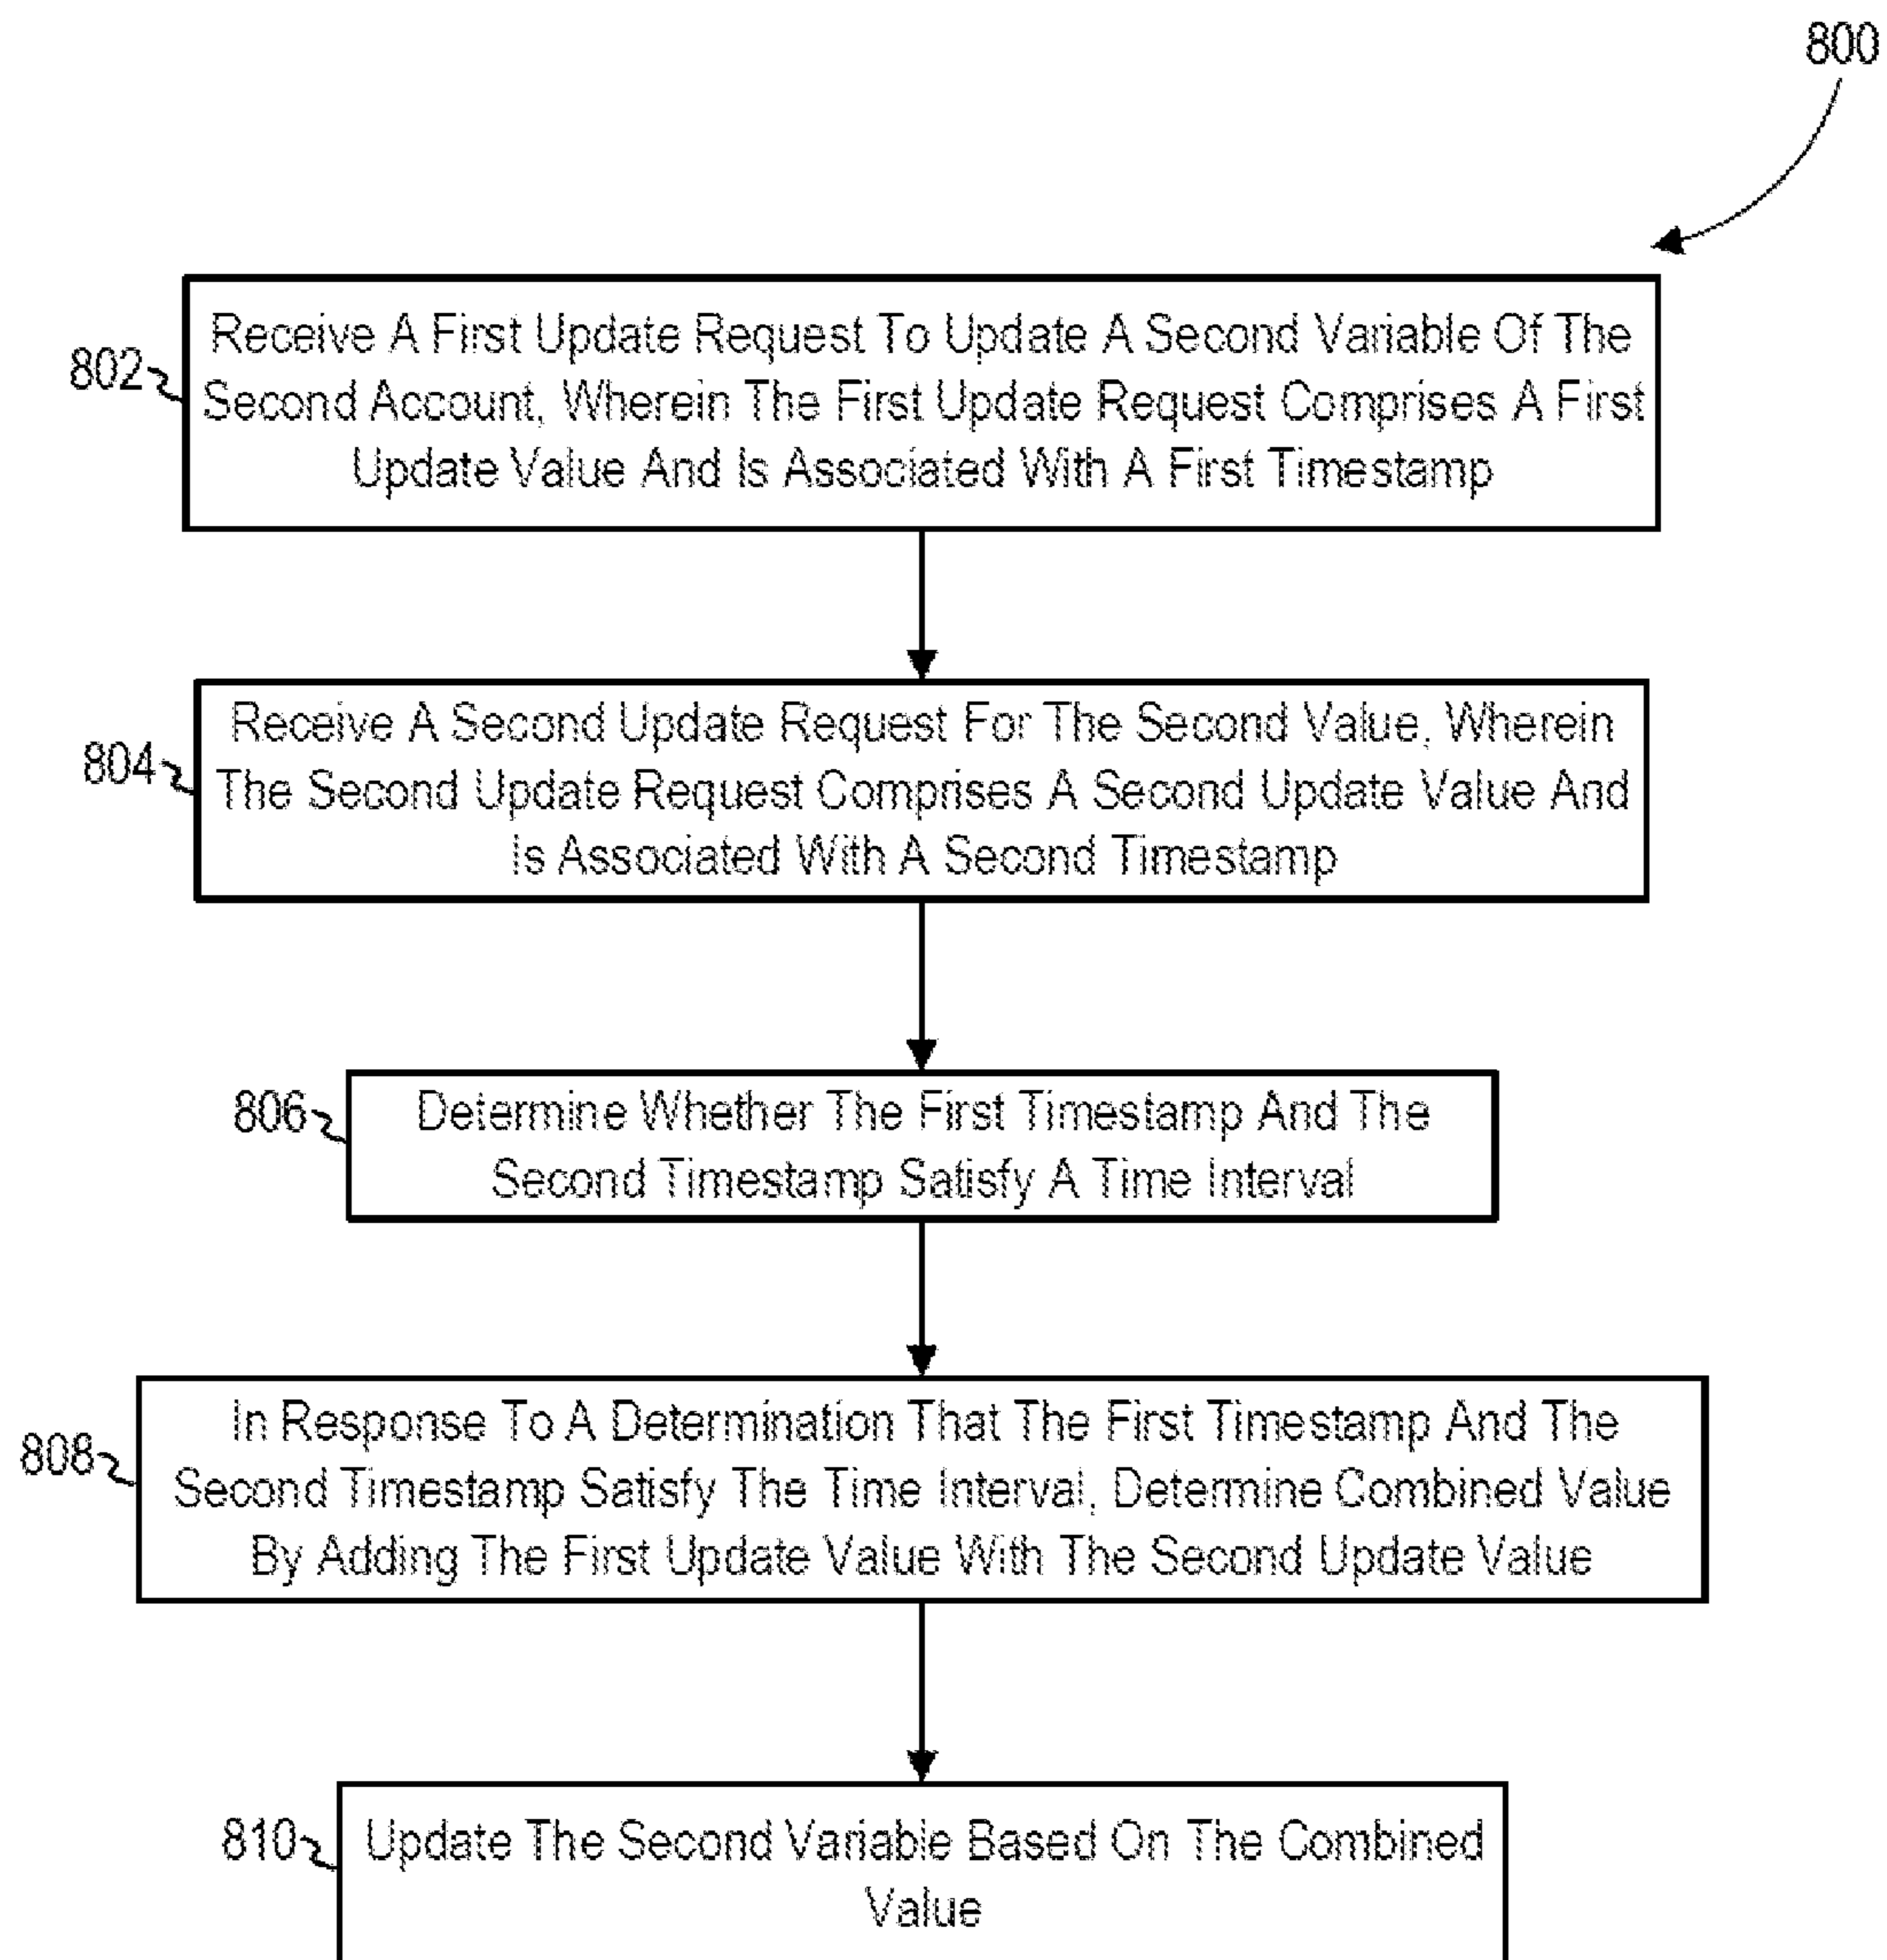 800
802
Receive A First Update Request To Update A Second Variable Of The
Second Account, Wherein The First Update Request Comprises A First
Update Value And Is Associated With A First Timestamp
804
Receive A Second Update Request For The Second Value, Wherein
The Second Update Request Comprises A Second Update Value And
Is Associated With A Second Timestamp
806
Determine Whether The First Timestamp And The
Second Timestamp Satisfy A Time Interval
808
In Response To A Determination That The First Timestamp And The
Second Timestamp Satisfy The Time Interval, Determine Combined Value
By Adding The First Update Value With The Second Update Value
810
Update The Second Variable Based On The Combined
Value